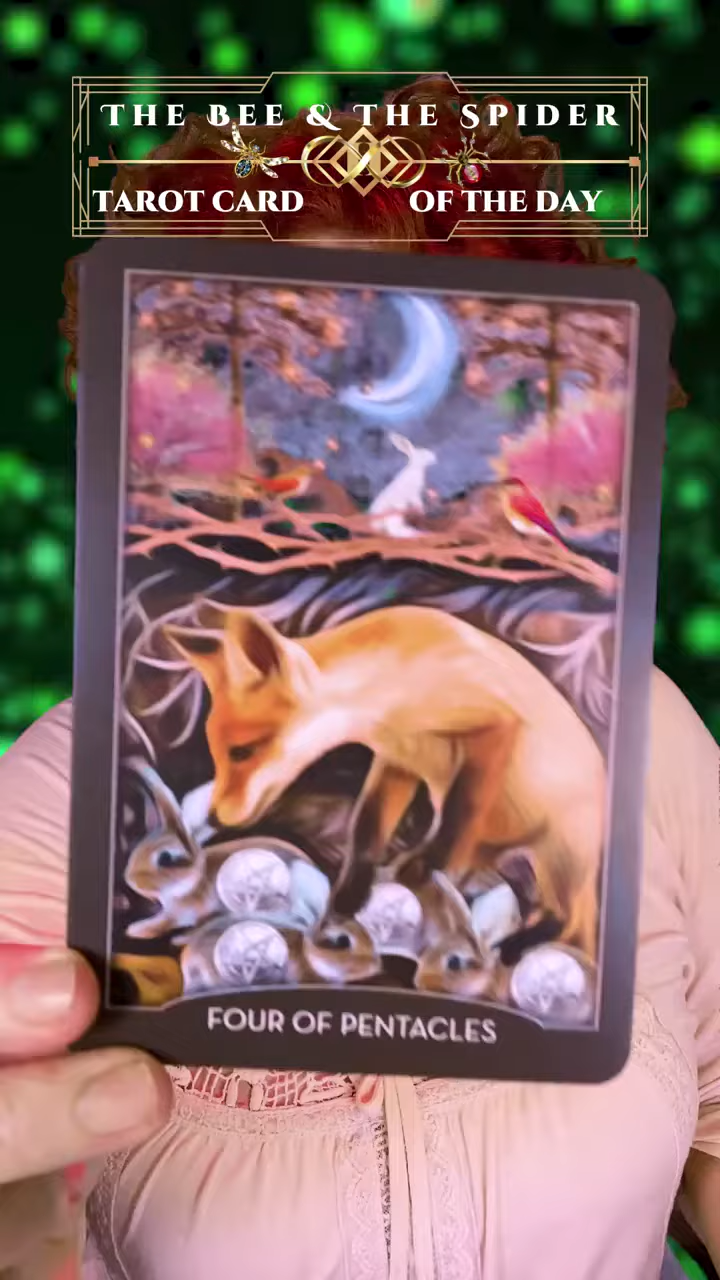 THE BEE & THE SPIDER
TAROT CARD OF THE DAY
FOUR OF PENTACLES